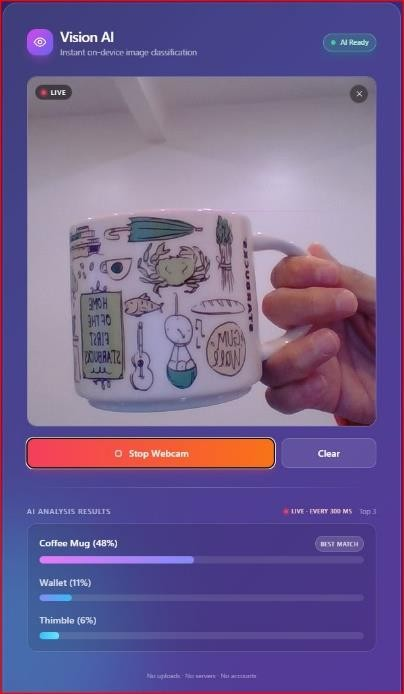 Vision AI
Instant on-device image classification
AI Ready
LIVE
HOME
OF THE
FIRST
STARBUCKS
GUM
Wall
Stop Webcam
Clear
AI ANALYSIS RESULTS
LIVE · EVERY 300 MS
Top 3
Coffee Mug (48%)
BEST MATCH
Wallet (11%)
Thimble (6%)
No uploads · No servers · No accounts